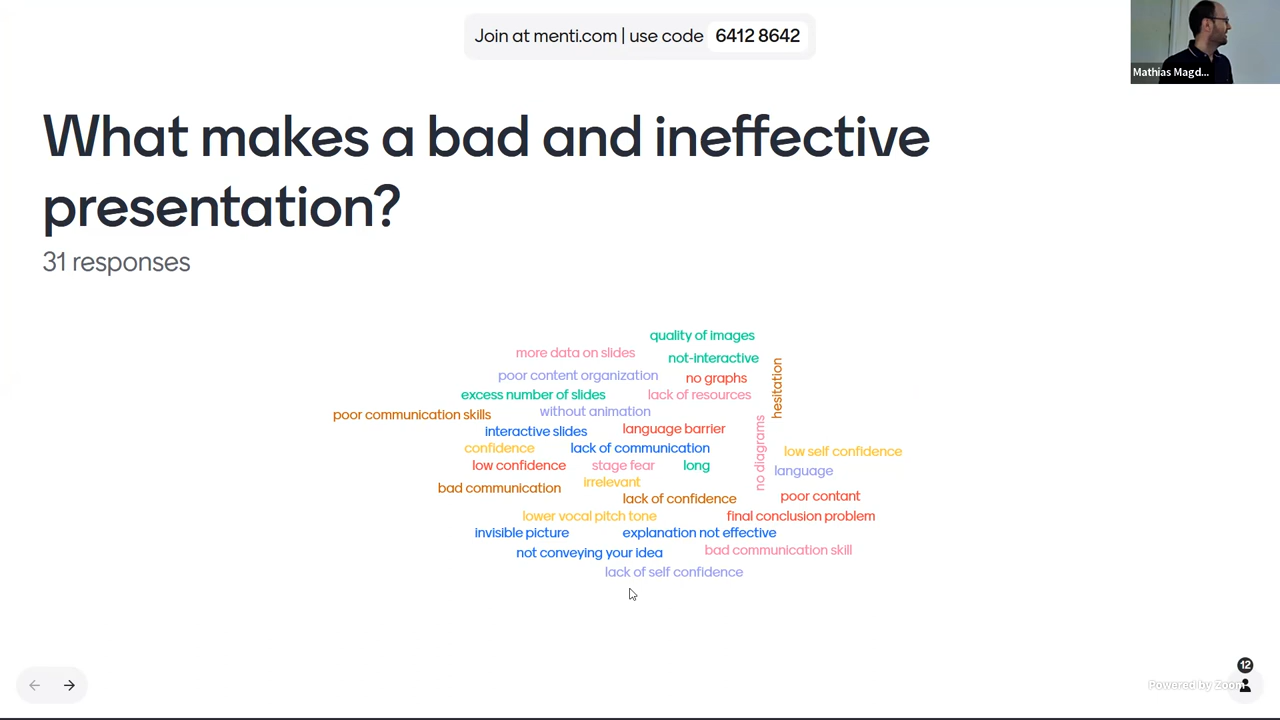 Join at menti.com | use code 6412 8642
Mathias Magd...
What makes a bad and ineffective
presentation?
31 responses
quality of images
more data on slides
not-interactive
poor content organization
no graphs
hesitation
excess number of slides
lack of resources
without animation
poor communication skills
interactive slides
language barrier
no diagrams
confidence
lack of communication
low self confidence
low confidence
stage fear
long
language
irrelevant
bad communication
lack of confidence
poor contant
lower vocal pitch tone
final conclusion problem
invisible picture
explanation not effective
not conveying your idea
bad communication skill
lack of self confidence
12
Powered by Zoom